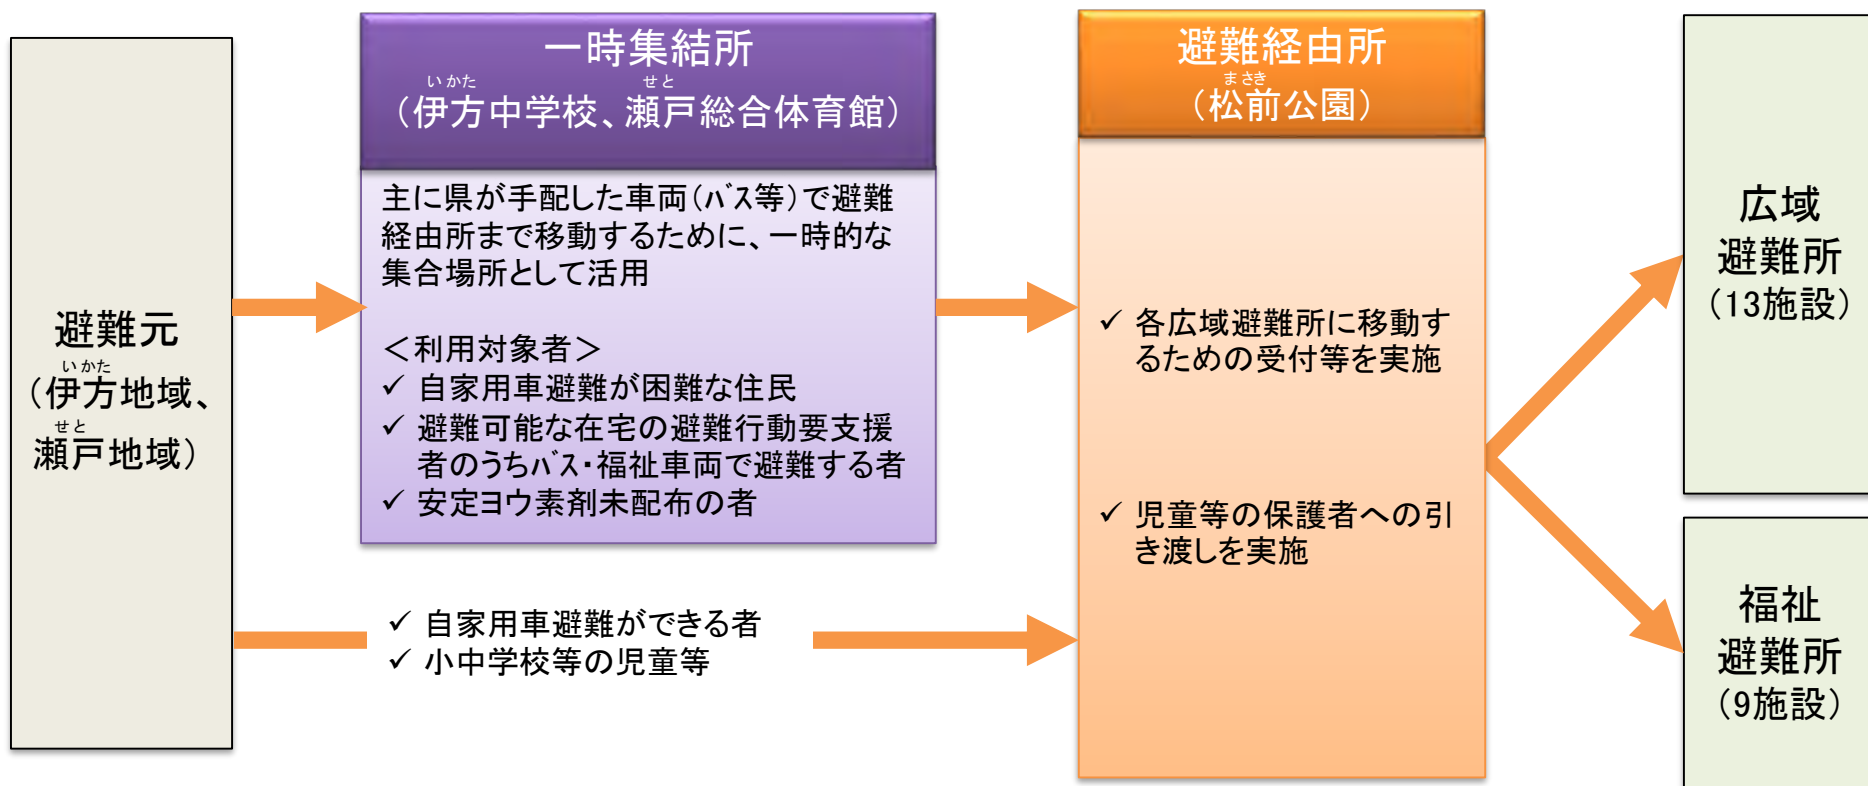 避難元
いかた
（伊方地域、
せと
瀬戸地域）
一時集結所
いかた せと
（伊方中学校、瀬戸総合体育館）
主に県が手配した車両（バス等）で避難
経由所まで移動するために、一時的な
集合場所として活用
＜利用対象者＞
✓ 自家用車避難が困難な住民
✓ 避難可能な在宅の避難行動要支援
者のうちバス・福祉車両で避難する者
✓ 安定ヨウ素剤未配布の者
✓ 自家用車避難ができる者
✓ 小中学校等の児童等
避難経由所
まさき
（松前公園）
✓ 各広域避難所に移動す
るための受付等を実施
✓ 児童等の保護者への引
き渡しを実施
広域
避難所
（13施設）
福祉
避難所
（9施設）